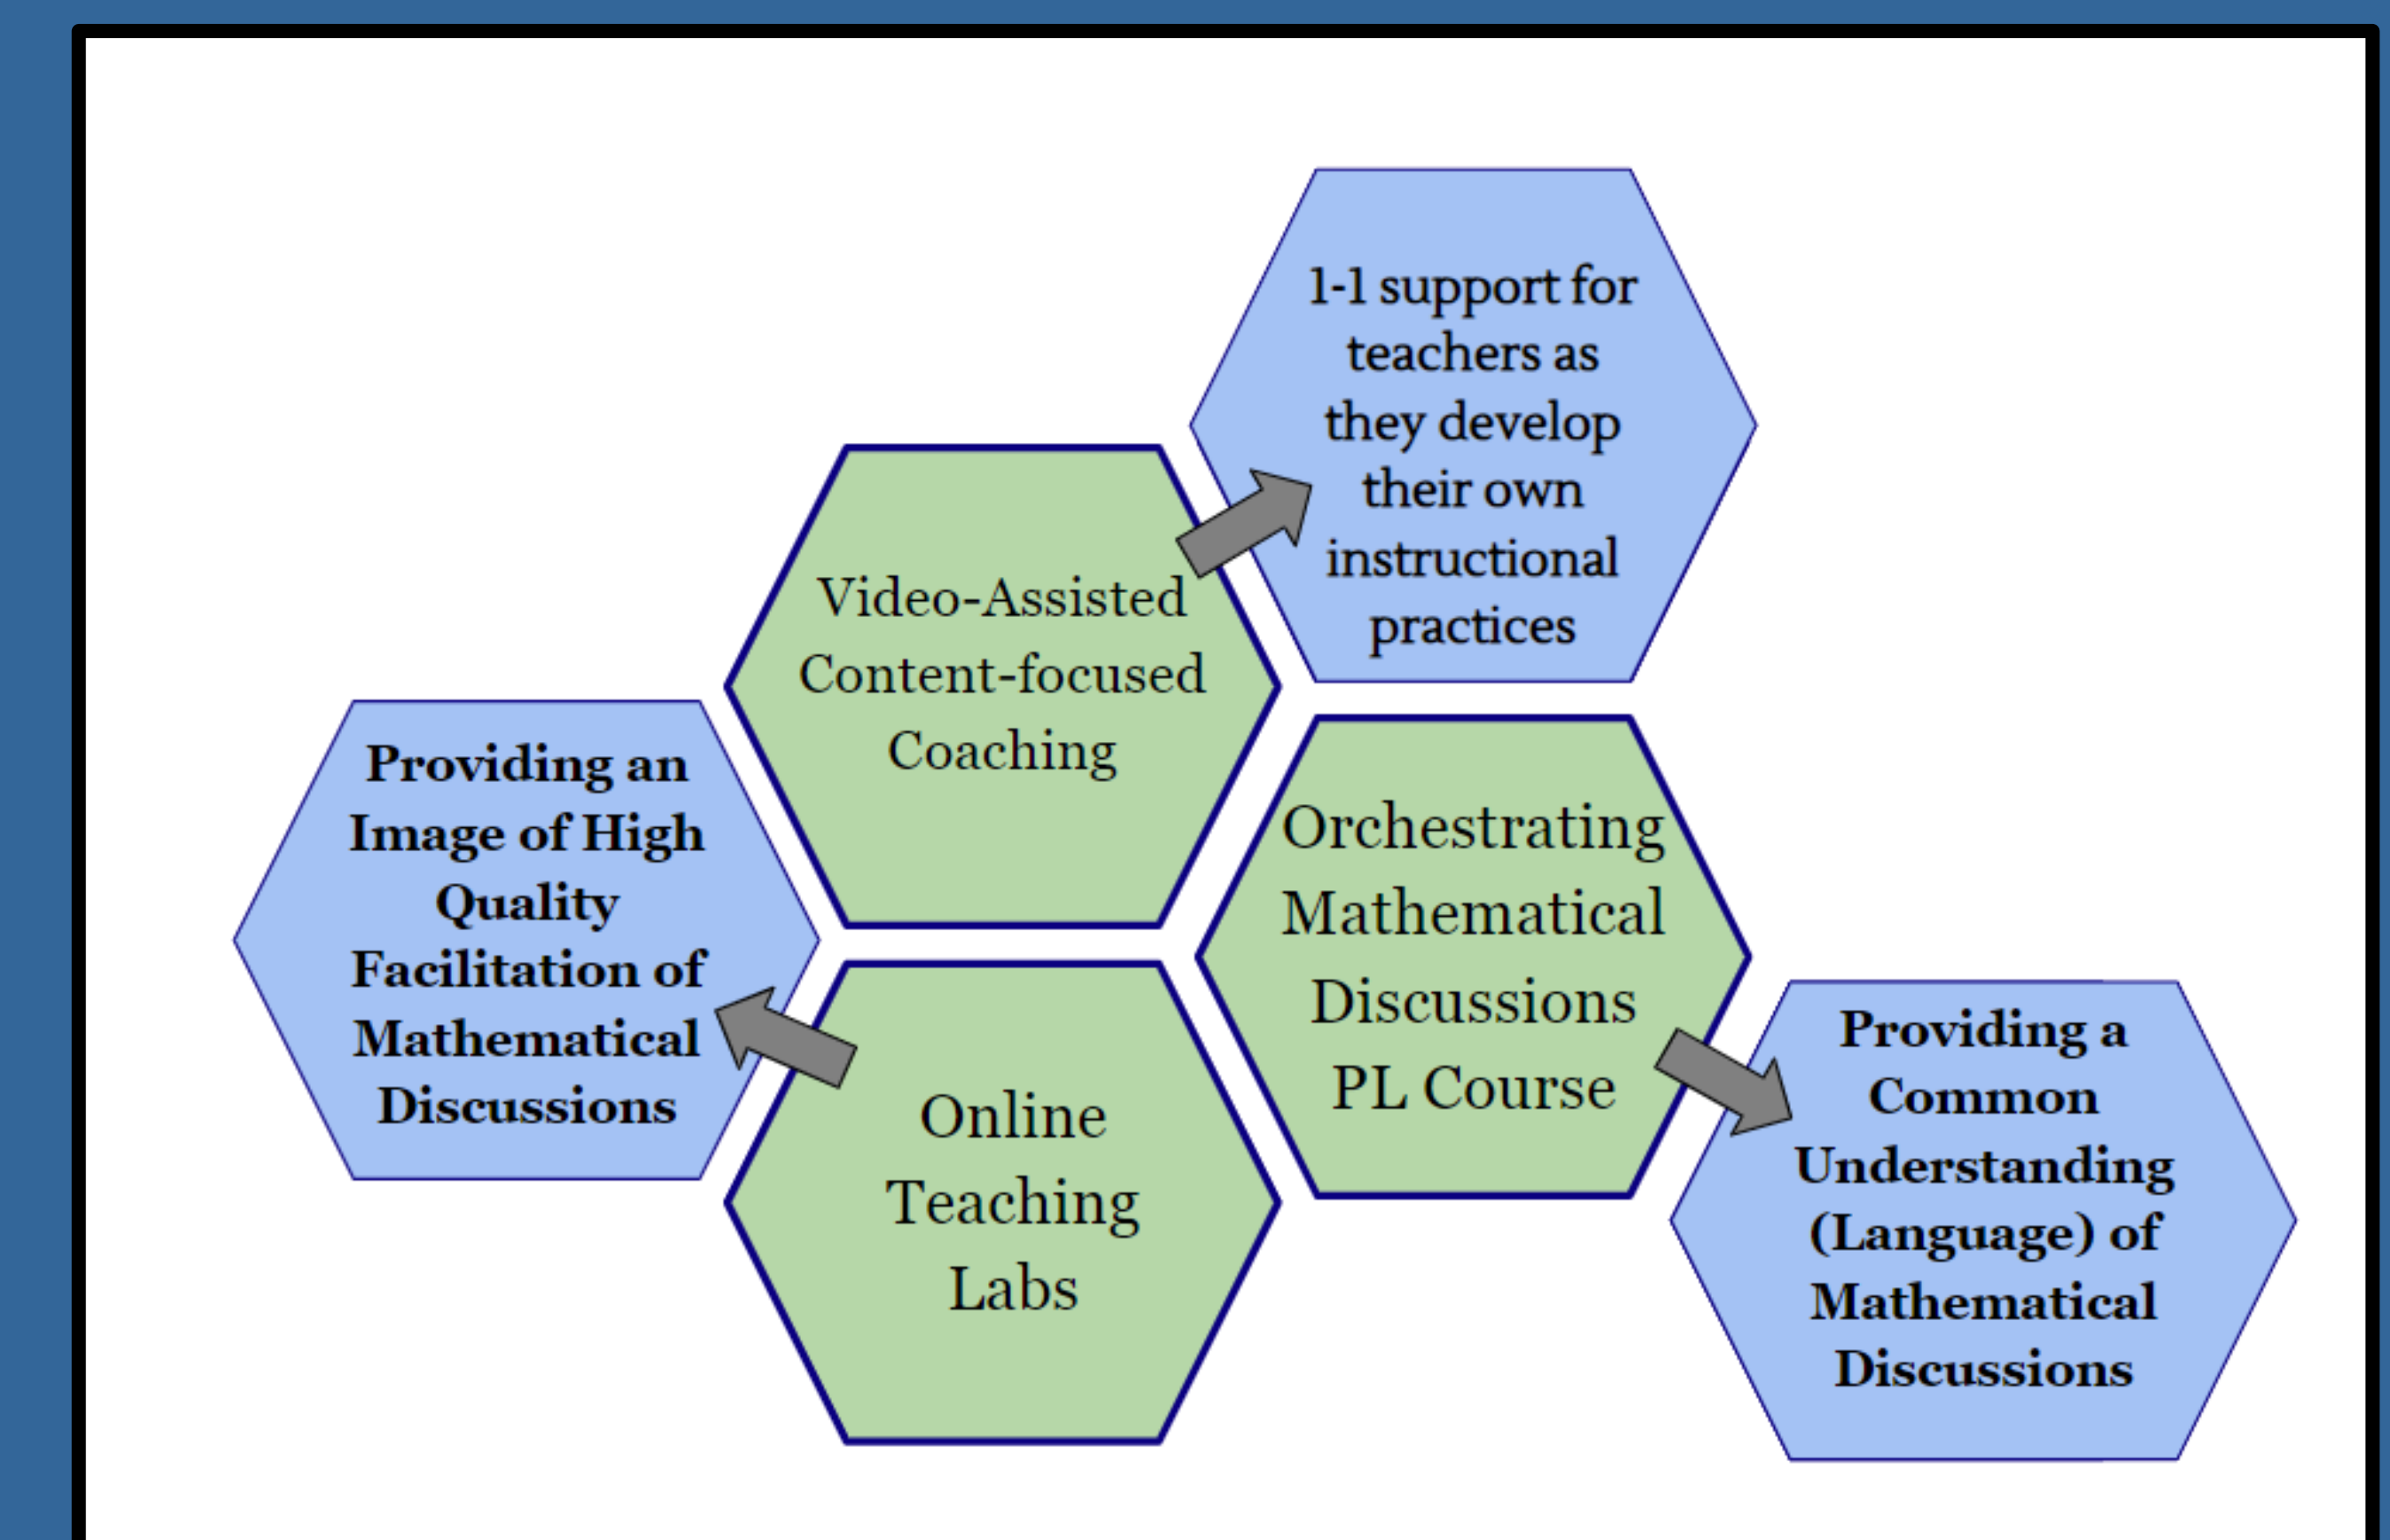 1-1 support for
teachers as
they develop
their own
instructional
practices
Video-Assisted
Content-focused
Coaching
Providing an
Image of High
Quality
Facilitation of
Mathematical
Discussions
Orchestrating
Mathematical
Discussions
PL Course
Online
Teaching
Labs
Providing a
Common
Understanding
(Language) of
Mathematical
Discussions